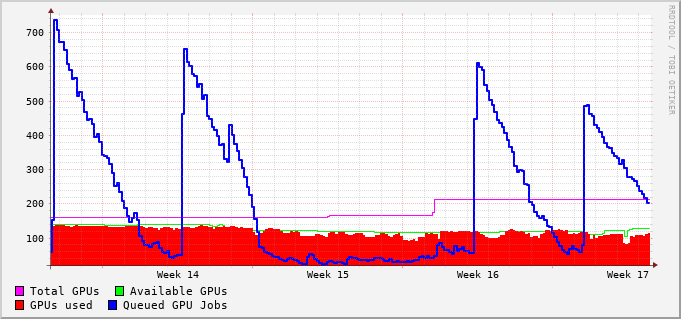 RRDTOOL / TOBI OETIKER
700
600
500
400
300
200
100
Week 14 Week 15 Week 16 Week 17
Total GPUs Available GPUs
GPUs used Queued GPU Jobs